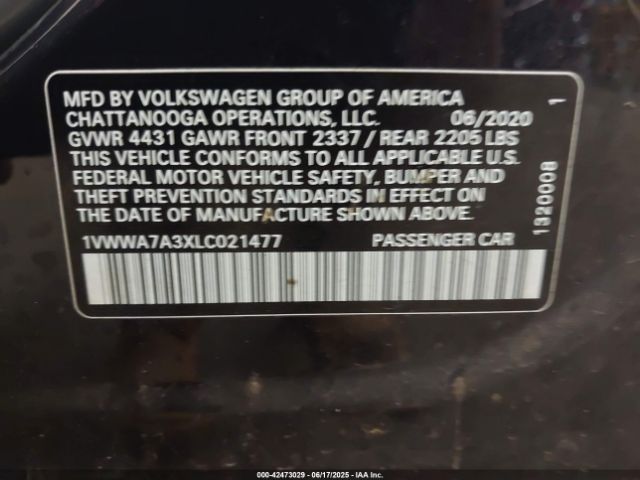 MFD BY VOLKSWAGEN GROUP OF AMERICA
CHATTANOOGA OPERATIONS, LLC. 06/2020
GVWR 4431 GAWR FRONT 2337 / REAR 2205 LBS
THIS VEHICLE CONFORMS TO ALL APPLICABLE U.S.
FEDERAL MOTOR VEHICLE SAFETY, BUMPER AND
THEFT PREVENTION STANDARDS IN EFFECT ON
THE DATE OF MANUFACTURE SHOWN ABOVE.
1VWWA7A3XLC021477 PASSENGER CAR
1320008 1
000-42473029 - 06/17/2025 - IAA Inc.